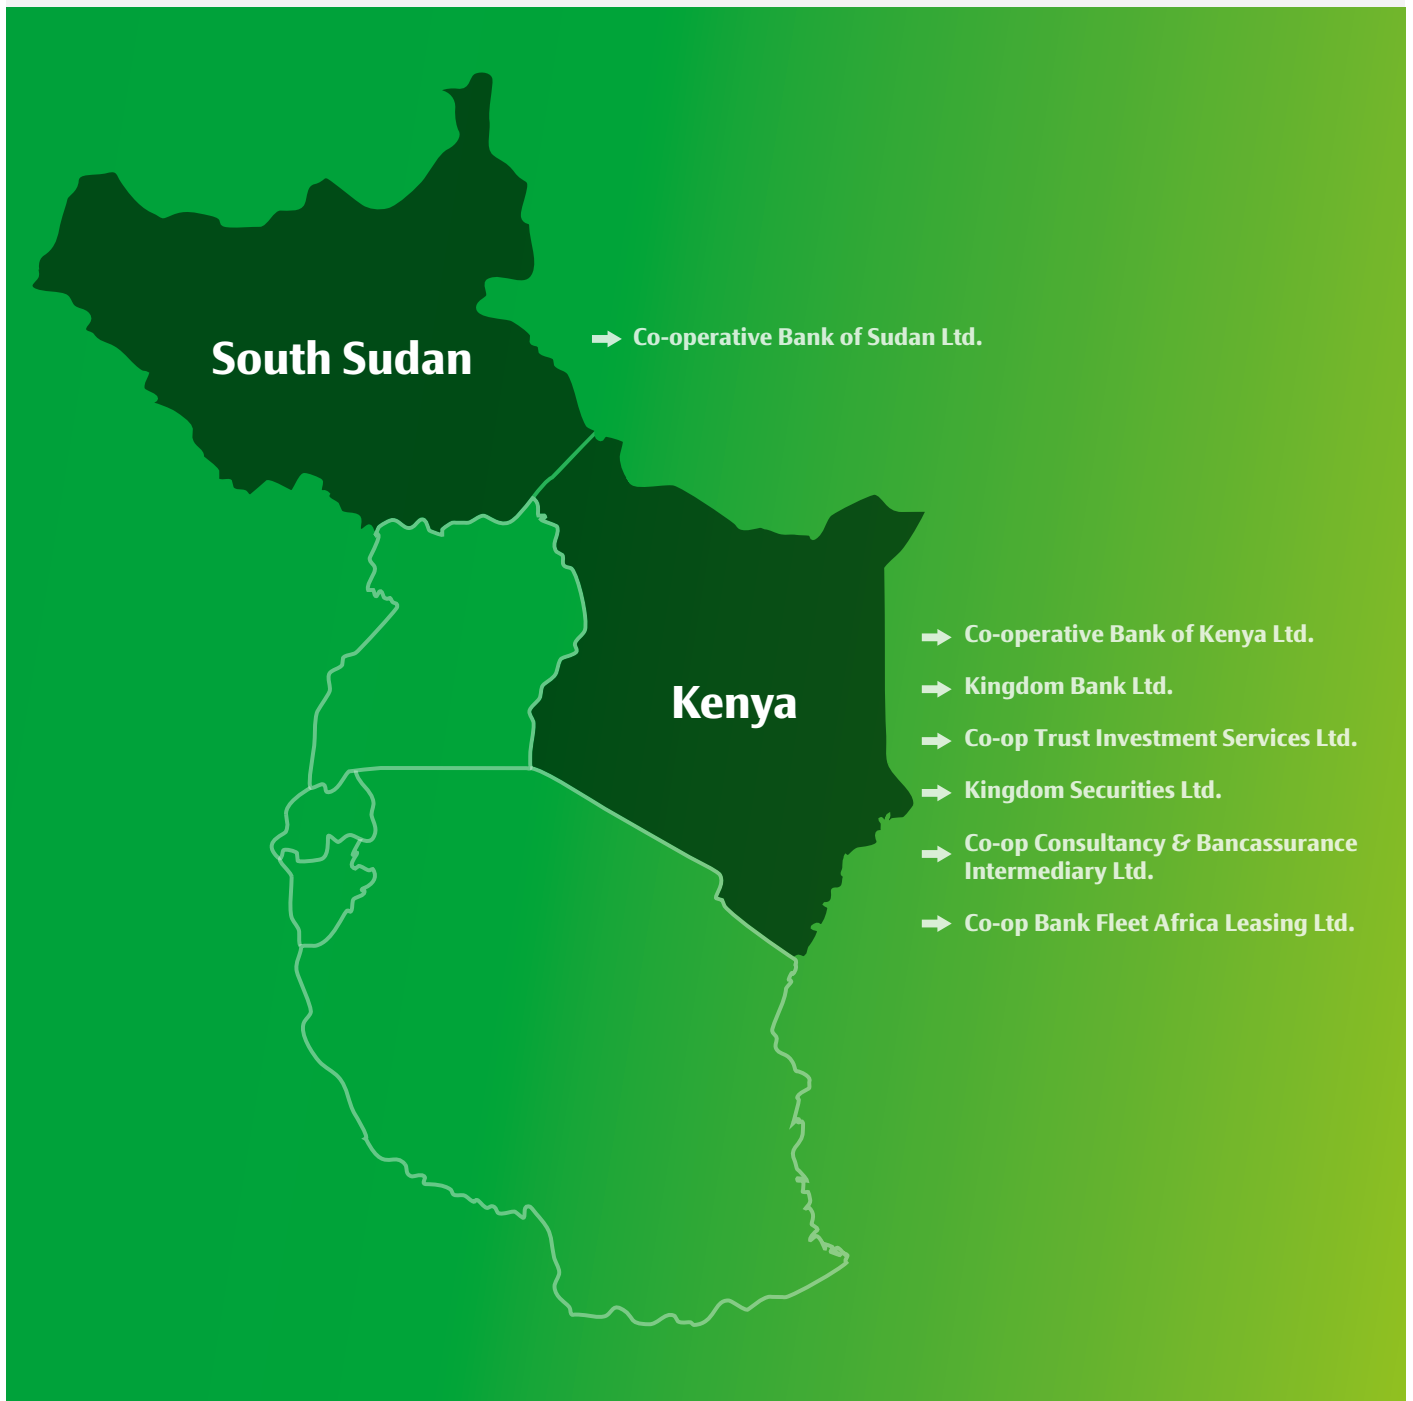 South Sudan
Co-operative Bank of Sudan Ltd.
Kenya
Co-operative Bank of Kenya Ltd.
Kingdom Bank Ltd.
Co-op Trust Investment Services Ltd.
Kingdom Securities Ltd.
Co-op Consultancy & Bancassurance
Intermediary Ltd.
Co-op Bank Fleet Africa Leasing Ltd.